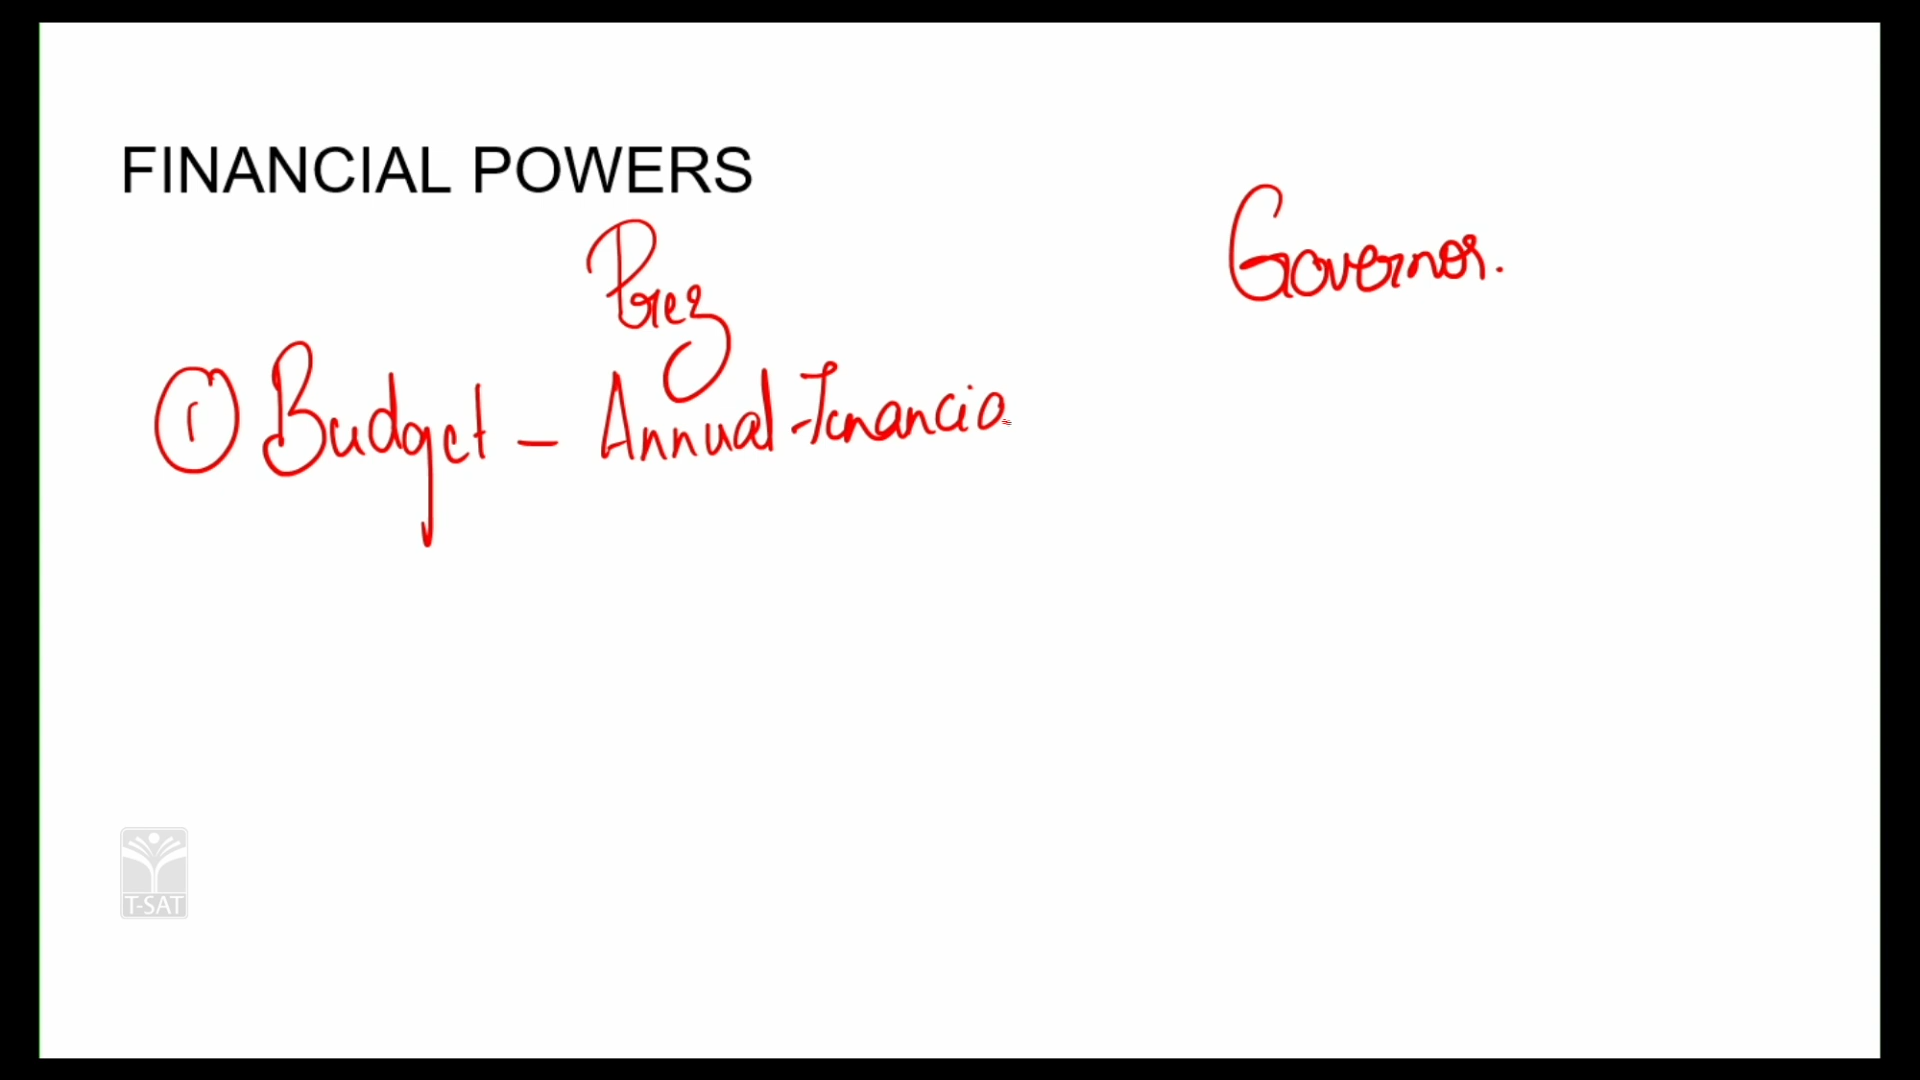 FINANCIAL POWERS
Prez Governor.
① Budget - Annual Financia
T-SAT